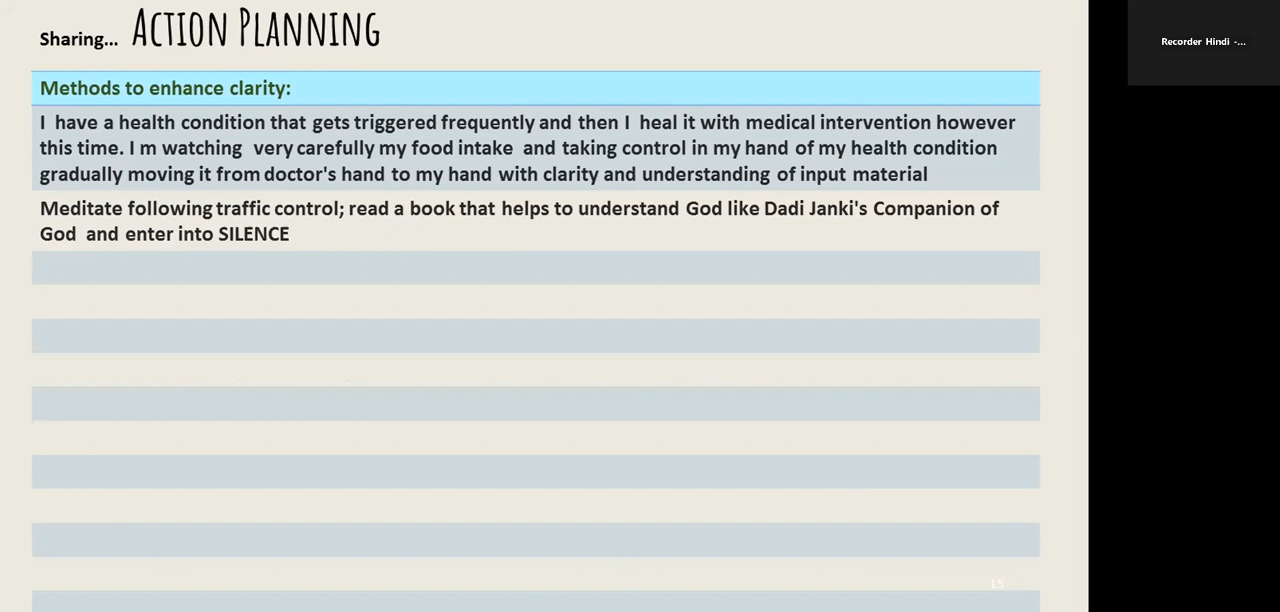 Sharing... ACTION PLANNING
Recorder Hindi -...
Methods to enhance clarity:
I have a health condition that gets triggered frequently and then I heal it with medical intervention however
this time. I m watching very carefully my food intake and taking control in my hand of my health condition
gradually moving it from doctor's hand to my hand with clarity and understanding of input material
Meditate following traffic control; read a book that helps to understand God like Dadi Janki's Companion of
God and enter into SILENCE
15